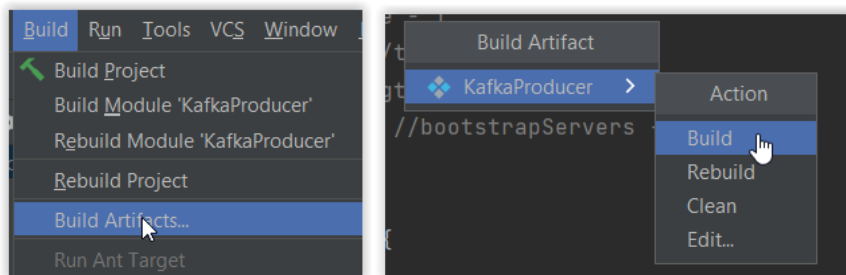 Build Run Tools VCS Window
Build Project
Build Module 'KafkaProducer'
Rebuild Module 'KafkaProducer'
Rebuild Project
Build Artifacts...
Run Ant Target
Build Artifact
KafkaProducer
//bootstrapServers
{
Action
Build
Rebuild
Clean
Edit...